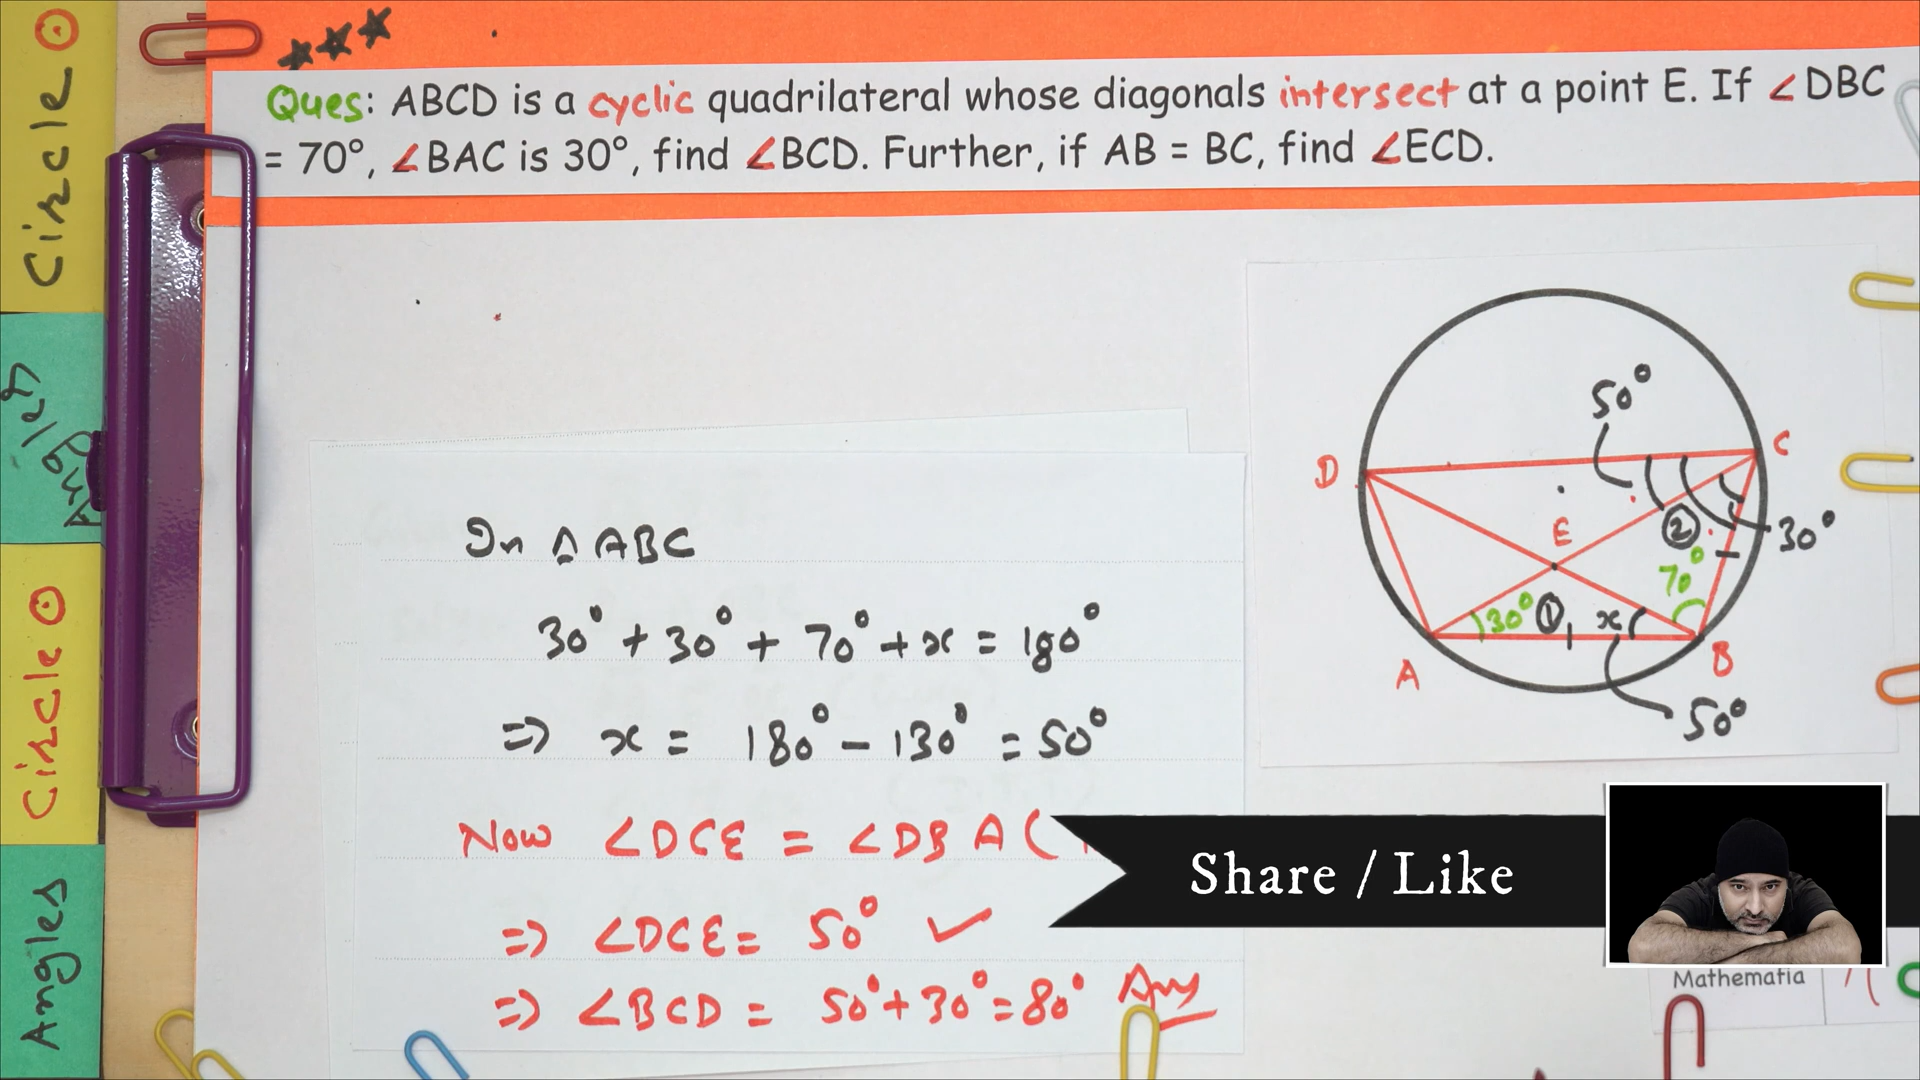 Ques: ABCD is a cyclic quadrilateral whose diagonals intersect at a point E. If ∠DBC
= 70°, ∠BAC is 30°, find ∠BCD. Further, if AB = BC, find ∠ECD.
Circle
Angles
Circle
Angles
In △ABC
30° + 30° + 70° + x = 180°
⇒ x = 180° – 130° = 50°
Now ∠DCE = ∠DBA (
⇒ ∠DCE = 50° ✓
⇒ ∠BCD = 50° + 30° = 80° Ans
50°
D
C
E
2
30°
70°
30°
1
x
A
B
50°
Share / Like
Mathematia
π